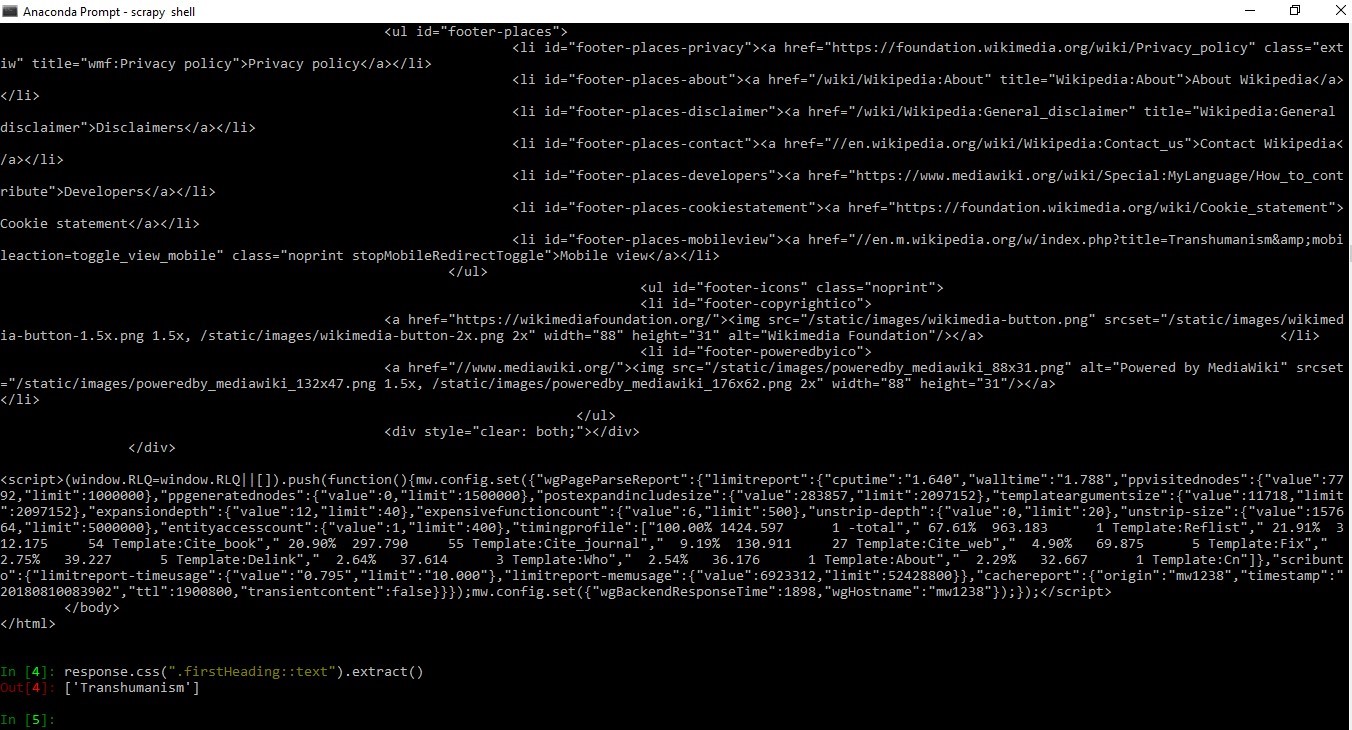 Anaconda Prompt - scrapy  shell
<ul id="footer-places">
<li id="footer-places-privacy"><a href="https://foundation.wikimedia.org/wiki/Privacy_policy" class="ext
iw" title="wmf:Privacy policy">Privacy policy</a></li>
<li id="footer-places-about"><a href="/wiki/Wikipedia:About" title="Wikipedia:About">About Wikipedia</a>
</li>
<li id="footer-places-disclaimer"><a href="/wiki/Wikipedia:General_disclaimer" title="Wikipedia:General
disclaimer">Disclaimers</a></li>
<li id="footer-places-contact"><a href="//en.wikipedia.org/wiki/Wikipedia:Contact_us">Contact Wikipedia<
/a></li>
<li id="footer-places-developers"><a href="https://www.mediawiki.org/wiki/Special:MyLanguage/How_to_cont
ribute">Developers</a></li>
<li id="footer-places-cookiestatement"><a href="https://foundation.wikimedia.org/wiki/Cookie_statement">
Cookie statement</a></li>
<li id="footer-places-mobileview"><a href="//en.m.wikipedia.org/w/index.php?title=Transhumanism&amp;mobi
leaction=toggle_view_mobile" class="noprint stopMobileRedirectToggle">Mobile view</a></li>
</ul>
<ul id="footer-icons" class="noprint">
<li id="footer-copyrightico">
<a href="https://wikimediafoundation.org/"><img src="/static/images/wikimedia-button.png" srcset="/static/images/wikimed
ia-button-1.5x.png 1.5x, /static/images/wikimedia-button-2x.png 2x" width="88" height="31" alt="Wikimedia Foundation"/></a> </li>
<li id="footer-poweredbyico">
<a href="//www.mediawiki.org/"><img src="/static/images/poweredby_mediawiki_88x31.png" alt="Powered by MediaWiki" srcset
="/static/images/poweredby_mediawiki_132x47.png 1.5x, /static/images/poweredby_mediawiki_176x62.png 2x" width="88" height="31"/></a>
</li>
</ul>
<div style="clear: both;"></div>
</div>
<script>(window.RLQ=window.RLQ||[]).push(function(){mw.config.set({"wgPageParseReport":{"limitreport":{"cputime":"1.640","walltime":"1.788","ppvisitednodes":{"value":77
92,"limit":1000000},"ppgeneratednodes":{"value":0,"limit":1500000},"postexpandincludesize":{"value":283857,"limit":2097152},"templateargumentsize":{"value":11718,"limit
":2097152},"expansiondepth":{"value":12,"limit":40},"expensivefunctioncount":{"value":6,"limit":500},"unstrip-depth":{"value":0,"limit":20},"unstrip-size":{"value":1576
64,"limit":5000000},"entityaccesscount":{"value":1,"limit":400},"timingprofile":["100.00% 1424.597      1 -total"," 67.61%  963.183      1 Template:Reflist"," 21.91%  3
12.175     54 Template:Cite_book"," 20.90%  297.790     55 Template:Cite_journal","  9.19%  130.911     27 Template:Cite_web","  4.90%   69.875      5 Template:Fix","
2.75%   39.227      5 Template:Delink","  2.64%   37.614      3 Template:Who","  2.54%   36.176      1 Template:About","  2.29%   32.667      1 Template:Cn"]},"scribunt
o":{"limitreport-timeusage":{"value":"0.795","limit":"10.000"},"limitreport-memusage":{"value":6923312,"limit":52428800}},"cachereport":{"origin":"mw1238","timestamp":"
20180810083902","ttl":1900800,"transientcontent":false}}});mw.config.set({"wgBackendResponseTime":1898,"wgHostname":"mw1238"});});</script>
</body>
</html>
In [4]: response.css(".firstHeading::text").extract()
Out[4]: ['Transhumanism']
In [5]: